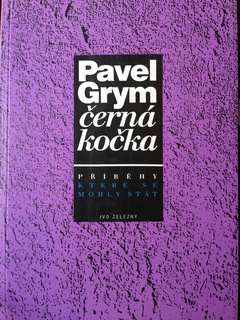 Pavel
Grym
černá
kočka
PŘÍBĚHY
KTERÉ SE
MOHLY STÁT
IVO ŽELEZNÝ